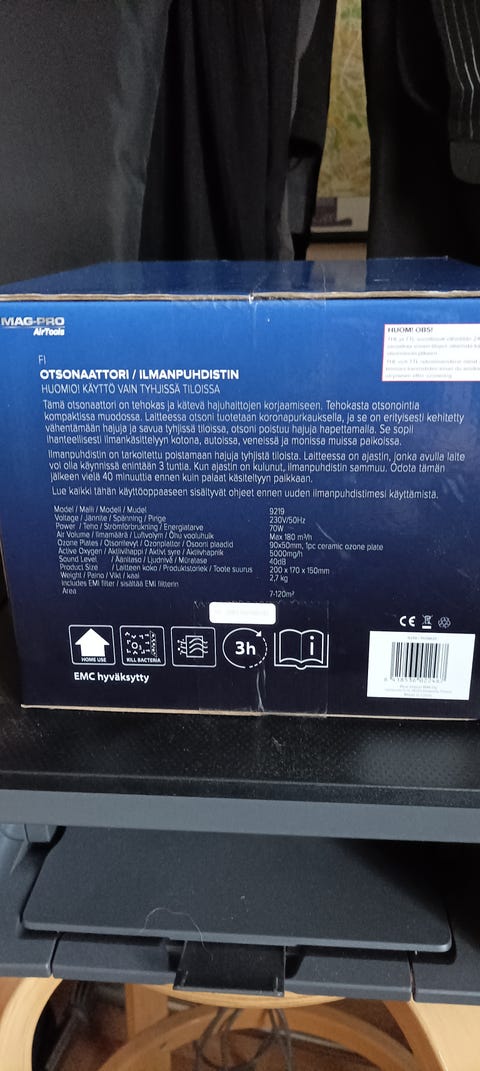 MAG-PRO
AirTools
HUOM! OBS!
FI
OTSONAATTORI / ILMANPUHDISTIN
HUOMIO! KÄYTTÖ VAIN TYHJISSÄ TILOISSA
Tämä otsonaattori on tehokas ja kätevä hajuhaittojen korjaamiseen. Tehokasta otsonointia
kompaktissa muodossa. Laitteessa otsoni tuotetaan koronapurkauksella, ja se on erityisesti kehitetty
vähentämään hajuja ja savua tyhjissä tiloissa, otsoni poistuu hajuja hapettamalla. Se sopii
ihanteellisesti ilmankäsittelyyn kotona, autoissa, veneissä ja monissa muissa paikoissa.
Ilmanpuhdistin on tarkoitettu poistamaan hajuja tyhjistä tiloista. Laitteessa on ajastin, jonka avulla laite
voi olla käynnissä enintään 3 tuntia. Kun ajastin on kulunut, ilmanpuhdistin sammuu. Odota tämän
jälkeen vielä 40 minuuttia ennen kuin palaat käsiteltyyn paikkaan.
Lue kaikki tähän käyttöoppaaseen sisältyvät ohjeet ennen uuden ilmanpuhdistimesi käyttämistä.
Model / Malli / Modell / Mudel 9219
Voltage / Jännite / Spänning / Pinge 230V/50Hz
Power / Teho / Strömförbrukning / Energiatarve 70W
Air Volume / Ilmamäärä / Luftvolym / Õhu vooluhulk Max 180 m³/h
Ozone Plates / Otsonilevyt / Ozonplattor / Osooni plaadid 90x50mm, 1pc ceramic ozone plate
Active Oxygen / Aktiivihappi / Aktivt syre / Aktiivhapnik 5000mg/h
Sound Level / Äänitaso / Ljudnivå / Müratase 40dB
Product Size / Laitteen koko / Produktstorlek / Toote suurus 200 x 170 x 150mm
Weight / Paino / Vikt / kaal 2,7 kg
Includes EMI filter / sisältää EMI filtterin
Area 7-120m²
HOME USE
KILL BACTERIA
3h
i
CE
EMC hyväksytty